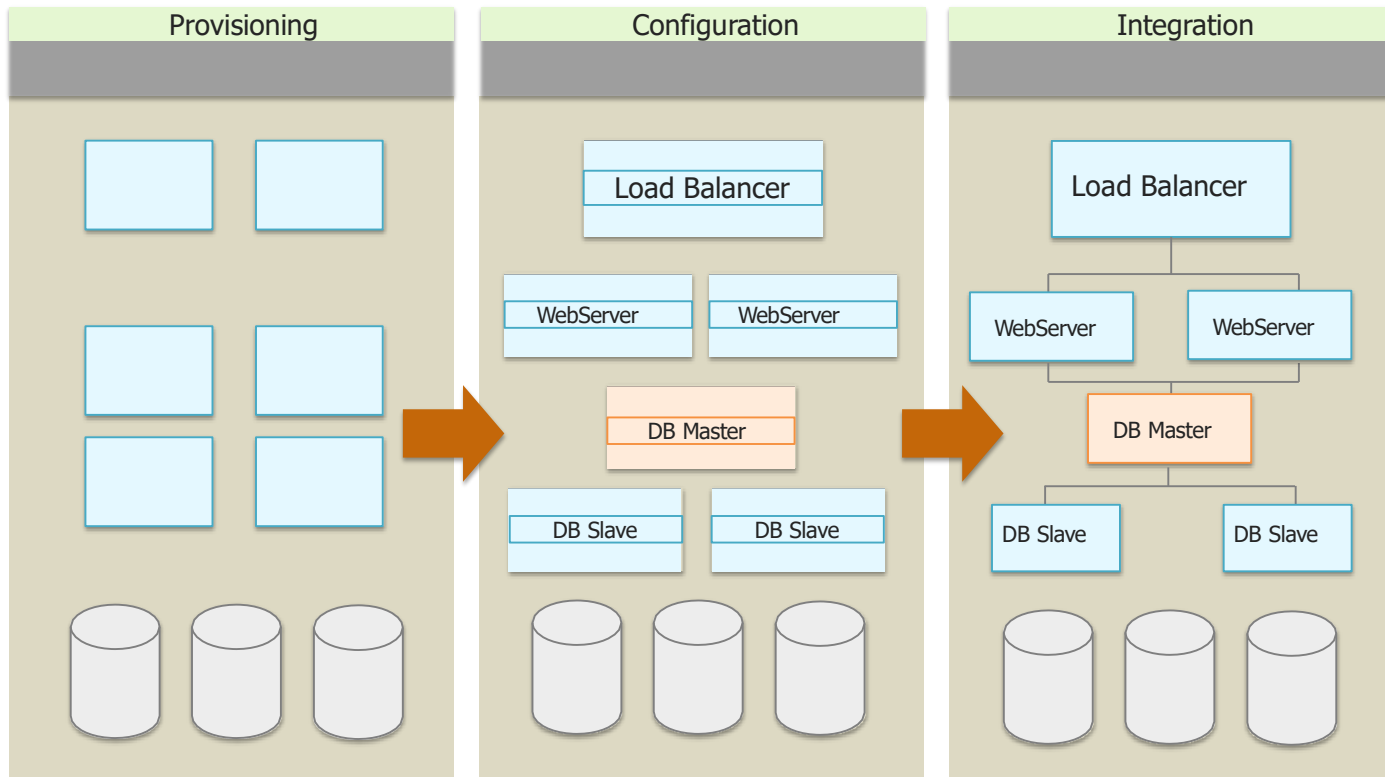 Provisioning
Configuration
Load Balancer
WebServer
WebServer
DB Master
DB Slave
DB Slave
Integration
Load Balancer
WebServer
WebServer
DB Master
DB Slave
DB Slave